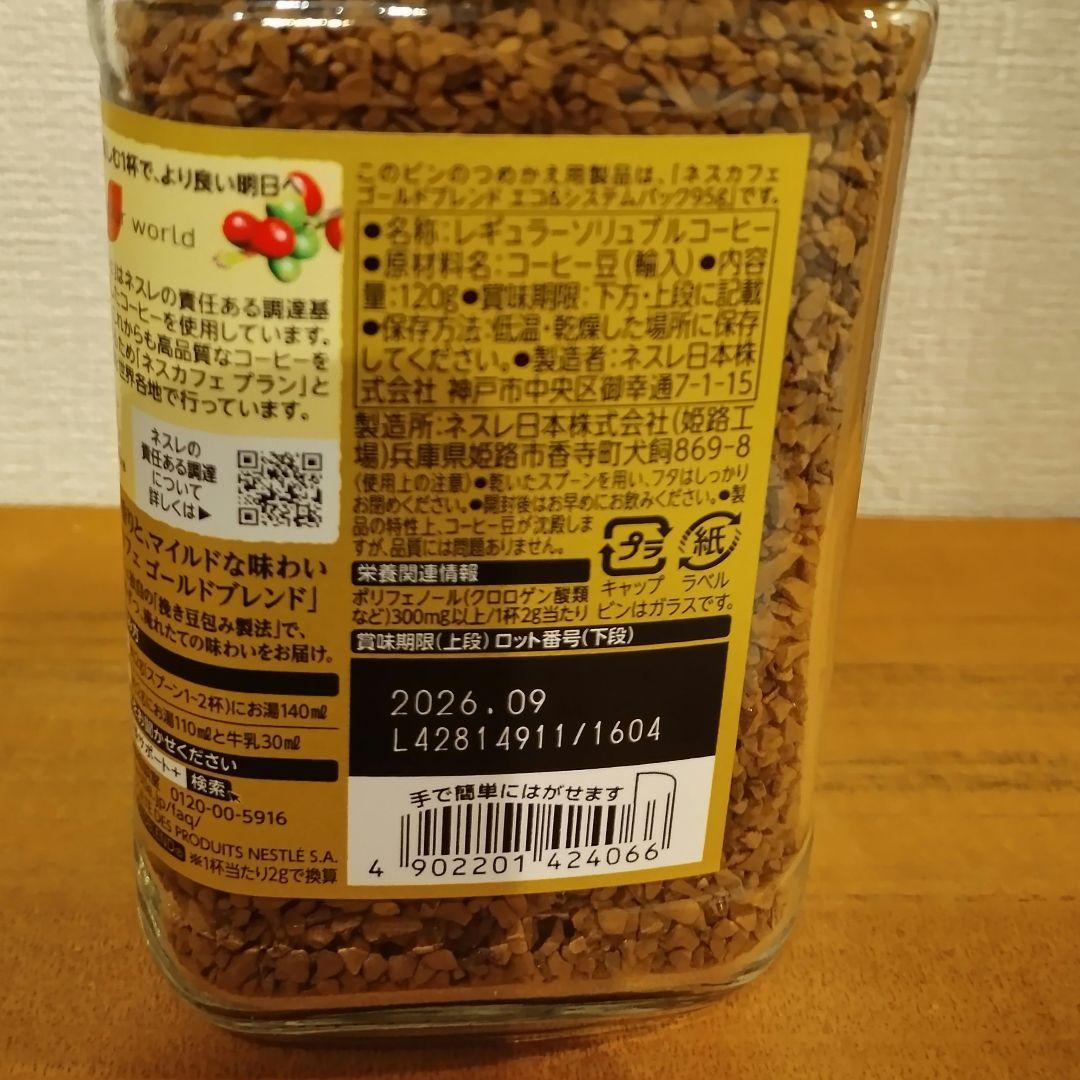 しむ1杯で、より良い明日へ
world
はネスレの責任ある調達基
たコーヒーを使用しています。
これからも高品質なコーヒーを
ため「ネスカフェ プラン」と
世界各地で行っています。
ネスレの
責任ある調達
について
詳しくは▶
りと、マイルドな味わい
フェ ゴールドブレンド」
の「挽き豆包み製法」で、
淹れたての味わいをお届け。
(スプーン1~2杯)にお湯140㎖
にお湯110㎖と牛乳30㎖
お聞かせください
サポート+ 検索
0120-00-5916
.jp/faq/
DES PRODUITS NESTLÉ S.A.
※1杯当たり2gで換算
このビンのつめかえ用製品は、「ネスカフェ
ゴールドブレンド エコ&システムパック95g」です。
●名称:レギュラーソリュブルコーヒー
●原材料名:コーヒー豆(輸入)●内容
量:120g●賞味期限:下方・上段に記載
●保存方法:低温・乾燥した場所に保存
してください。●製造者:ネスレ日本株
式会社 神戸市中央区御幸通7-1-15
製造所:ネスレ日本株式会社(姫路工
場)兵庫県姫路市香寺町犬飼869-8
(使用上の注意)●乾いたスプーンを用い、フタはしっかり
お閉めください。●開封後はお早めにお飲みください。●製
品の特性上、コーヒー豆が沈殿しま
すが、品質には問題ありません。
プラ
紙
キャップ ラベル
ビンはガラスです。
栄養関連情報
ポリフェノール(クロロゲン酸類
など)300mg以上/1杯2g当たり
賞味期限(上段) ロット番号(下段)
2026.09
L42814911/1604
手で簡単にはがせます
4 902201 424066